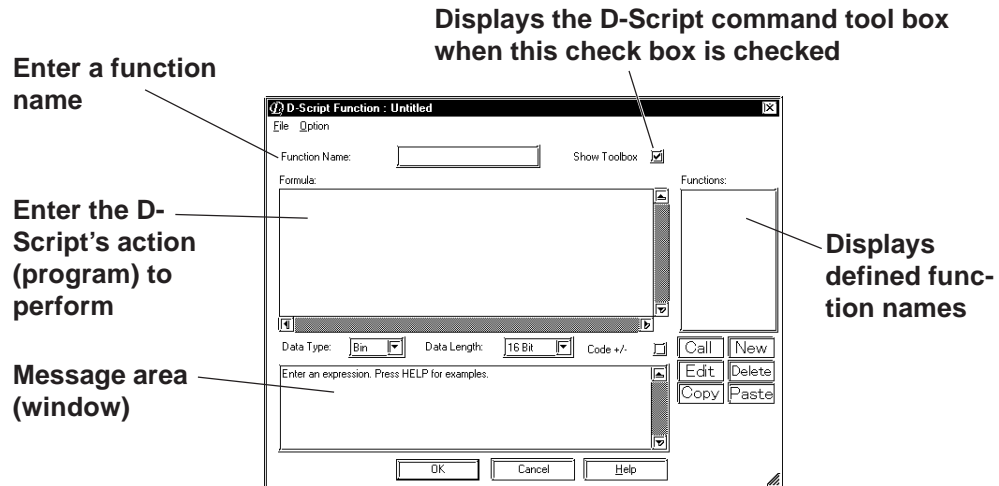 Displays the D-Script command tool box
when this check box is checked
Enter a function
name
D-Script Function : Untitled
File Option
Function Name:
Show Toolbox
Formula:
Functions:
Enter the D-
Script's action
(program) to
perform
Displays
defined func-
tion names
Data Type: Bin Data Length: 16 Bit Code +/-
Call New
Edit Delete
Copy Paste
Message area
(window)
Enter an expression. Press HELP for examples.
OK Cancel Help